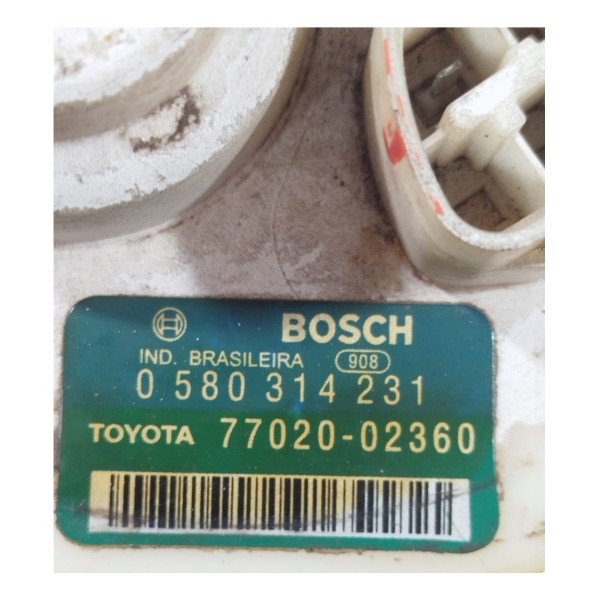 BOSCH
IND. BRASILEIRA 908
0 580 314 231
TOYOTA 77020-02360